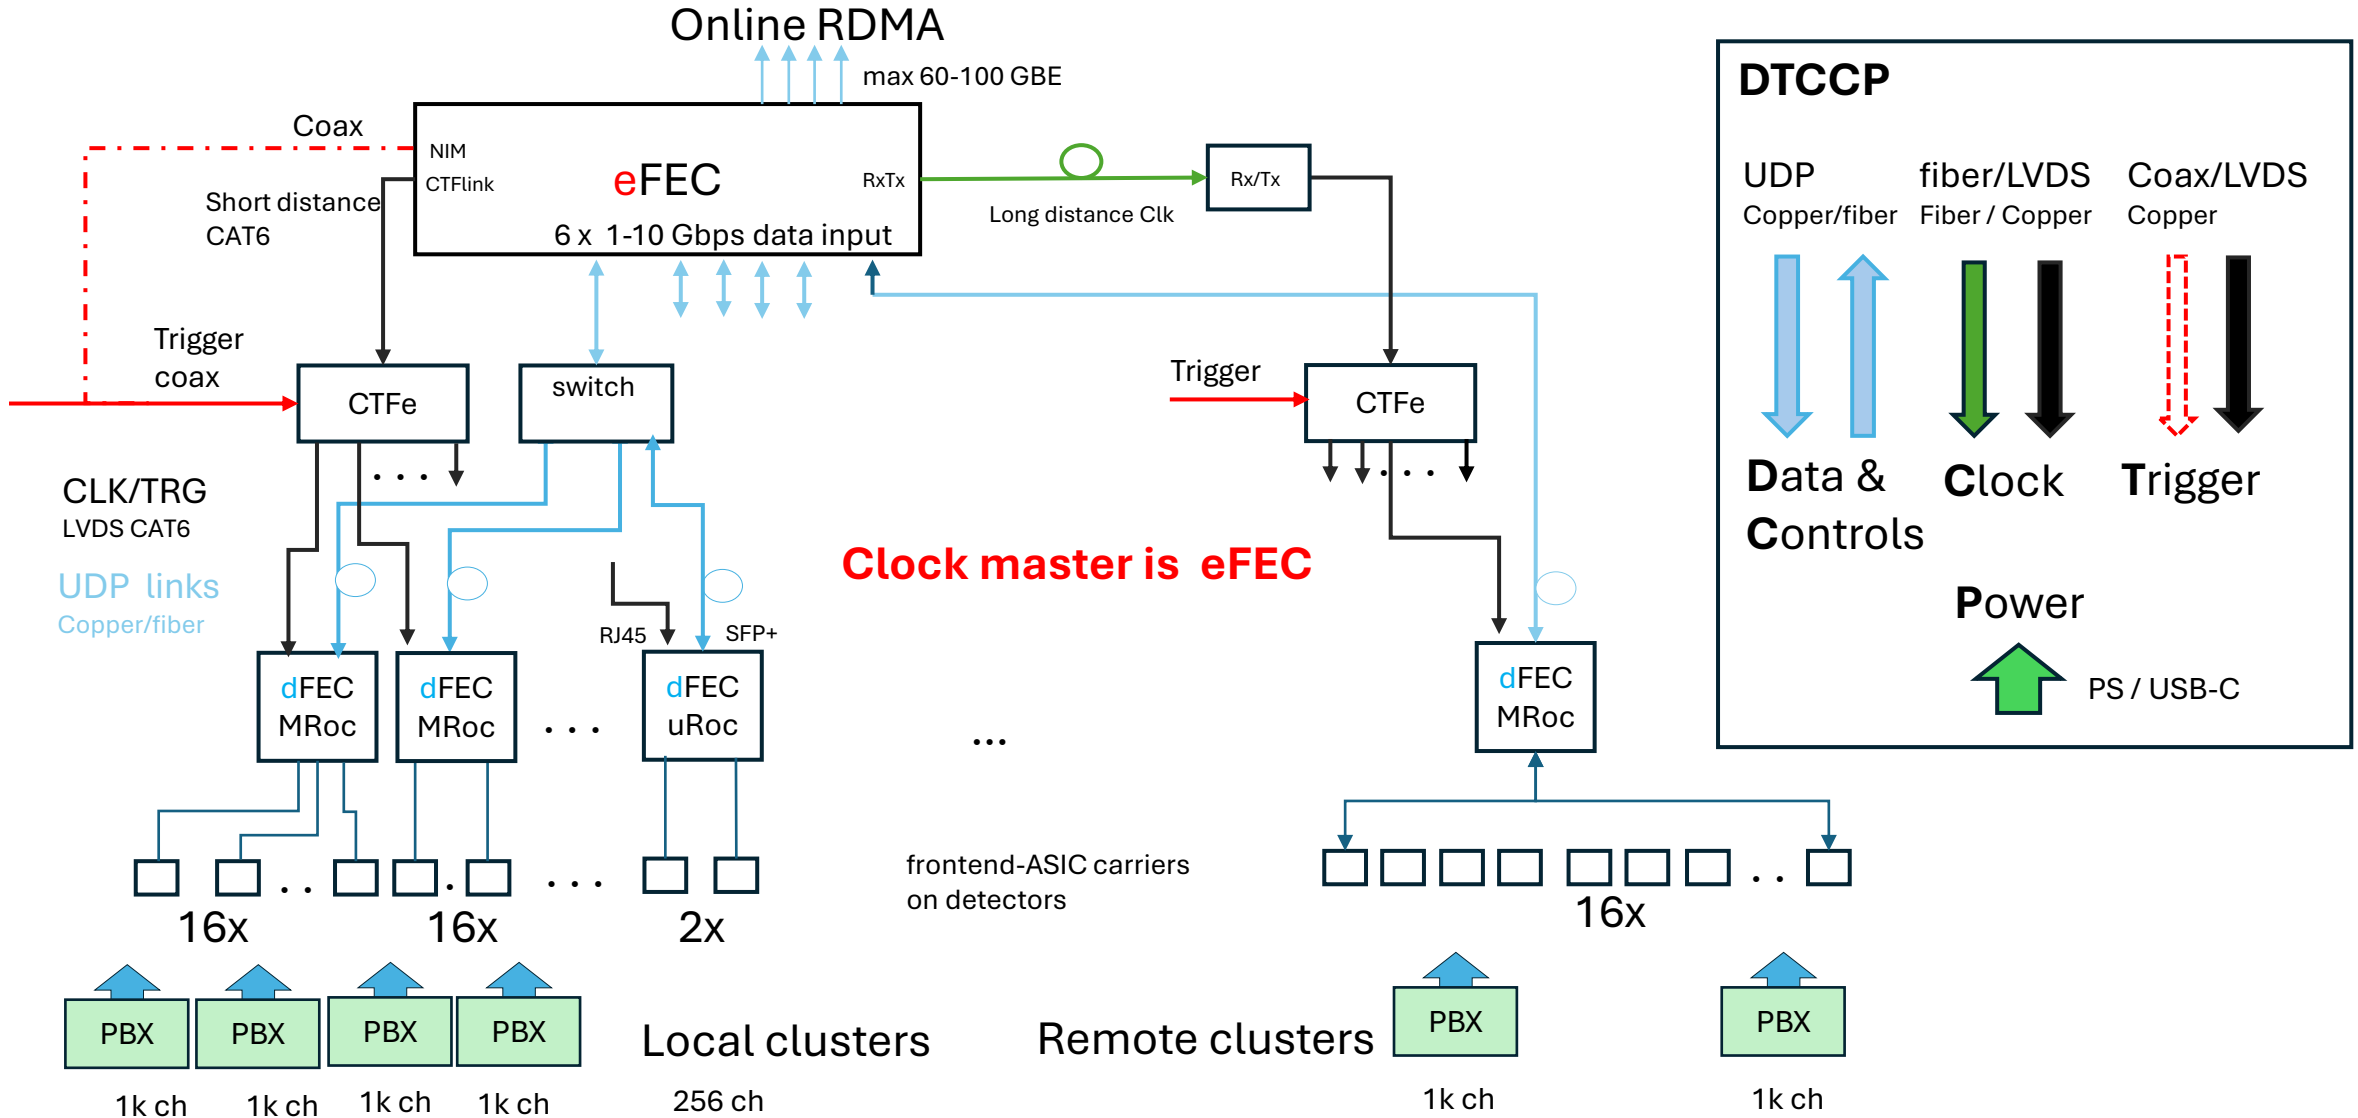 Online RDMA
max 60-100 GBE
Coax
NIM
CTFlink
eFEC
RxTx
6 x 1-10 Gbps data input
Short distance
CAT6
Long distance Clk
Rx/Tx
Trigger
coax
CTFe
switch
Trigger
CTFe
. . .
. . .
CLK/TRG
LVDS CAT6
UDP links
Copper/fiber
Clock master is eFEC
RJ45
SFP+
dFEC
MRoc
dFEC
MRoc
. . .
dFEC
uRoc
...
dFEC
MRoc
. .
.
. . .
. .
frontend-ASIC carriers
on detectors
16x
16x
2x
16x
PBX
PBX
PBX
PBX
Local clusters
Remote clusters
PBX
PBX
1k ch
1k ch
1k ch
1k ch
256 ch
1k ch
1k ch
DTCCP
UDP
Copper/fiber
fiber/LVDS
Fiber / Copper
Coax/LVDS
Copper
Data &
Controls
Clock
Trigger
Power
PS / USB-C